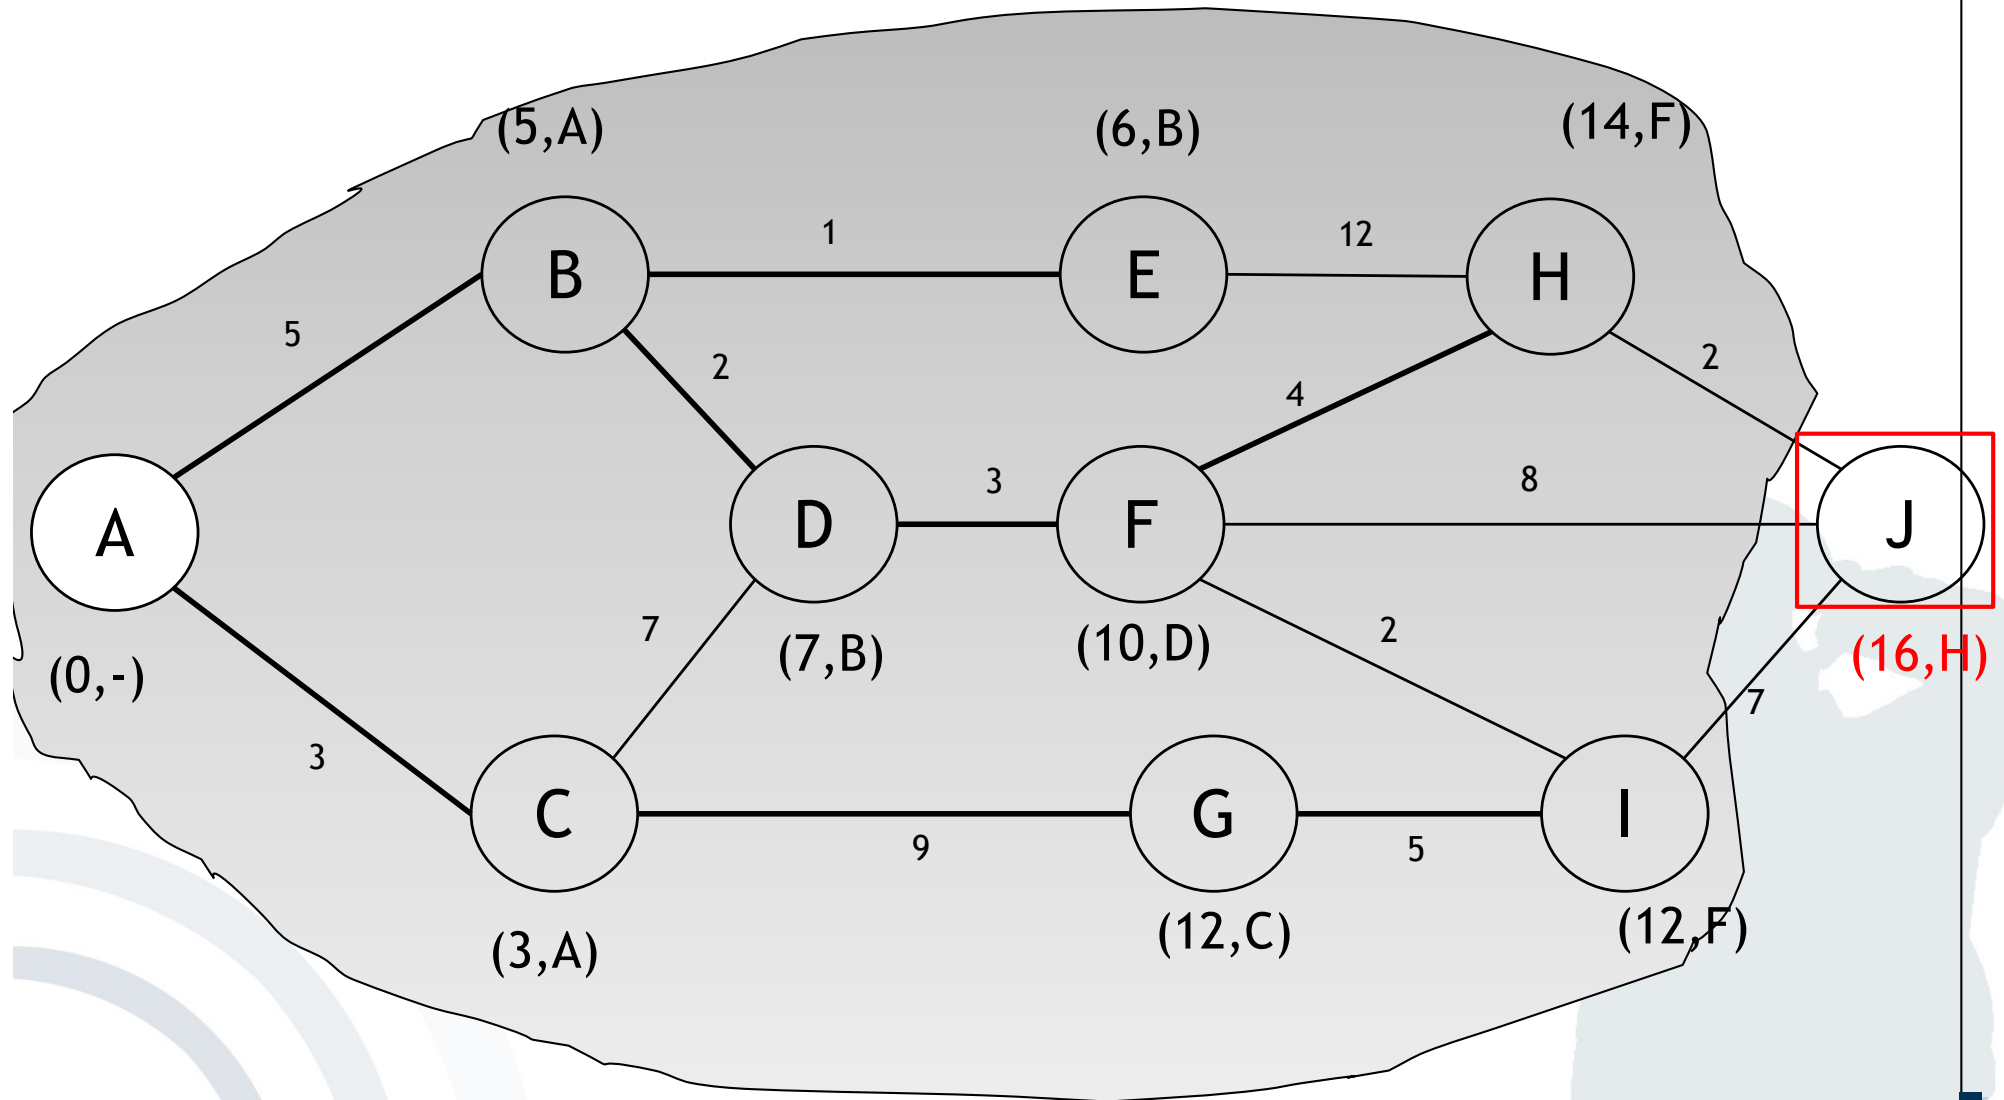 (5,A)
(6,B)
(14,F)
B
1
E
12
H
5
2
4
2
A
D
3
F
8
J
(0,-)
7
(7,B)
(10,D)
2
(16,H)
3
7
C
9
G
5
I
(3,A)
(12,C)
(12,F)